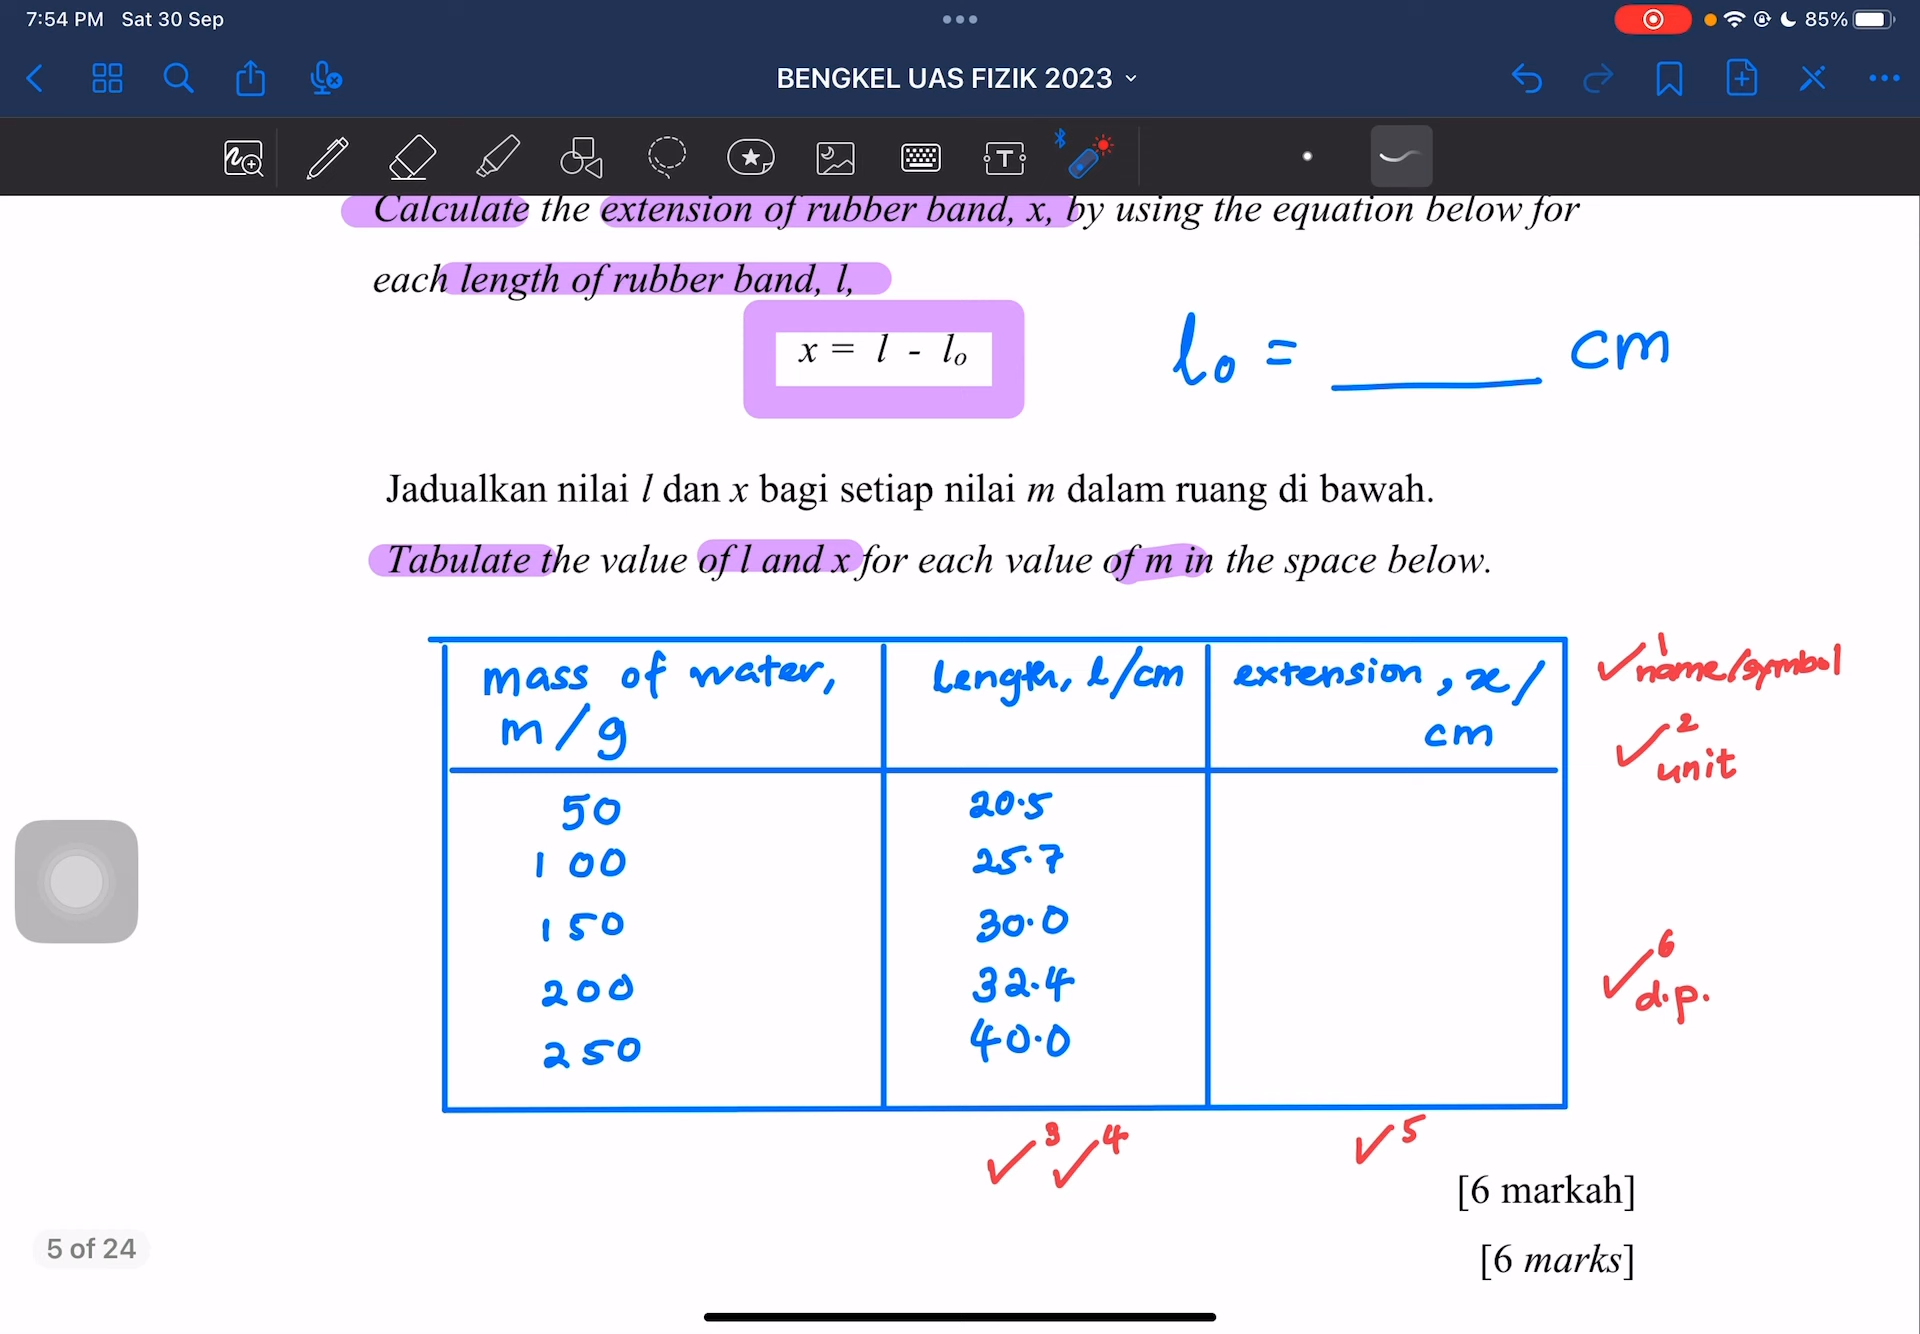 7:54 PM Sat 30 Sep
85%
BENGKEL UAS FIZIK 2023
Calculate the extension of rubber band, x, by using the equation below for
each length of rubber band, l,
x = l - lo
lo = ______ cm
Jadualkan nilai l dan x bagi setiap nilai m dalam ruang di bawah.
Tabulate the value of l and x for each value of m in the space below.
mass of water, m/g
Length, l/cm
extension, x/ cm
✓1 name/symbol
✓2 unit
50 20.5
100 25.7
150 30.0
200 32.4
250 40.0
✓6 d.p.
✓3 ✓4 ✓5
[6 markah]
[6 marks]
5 of 24